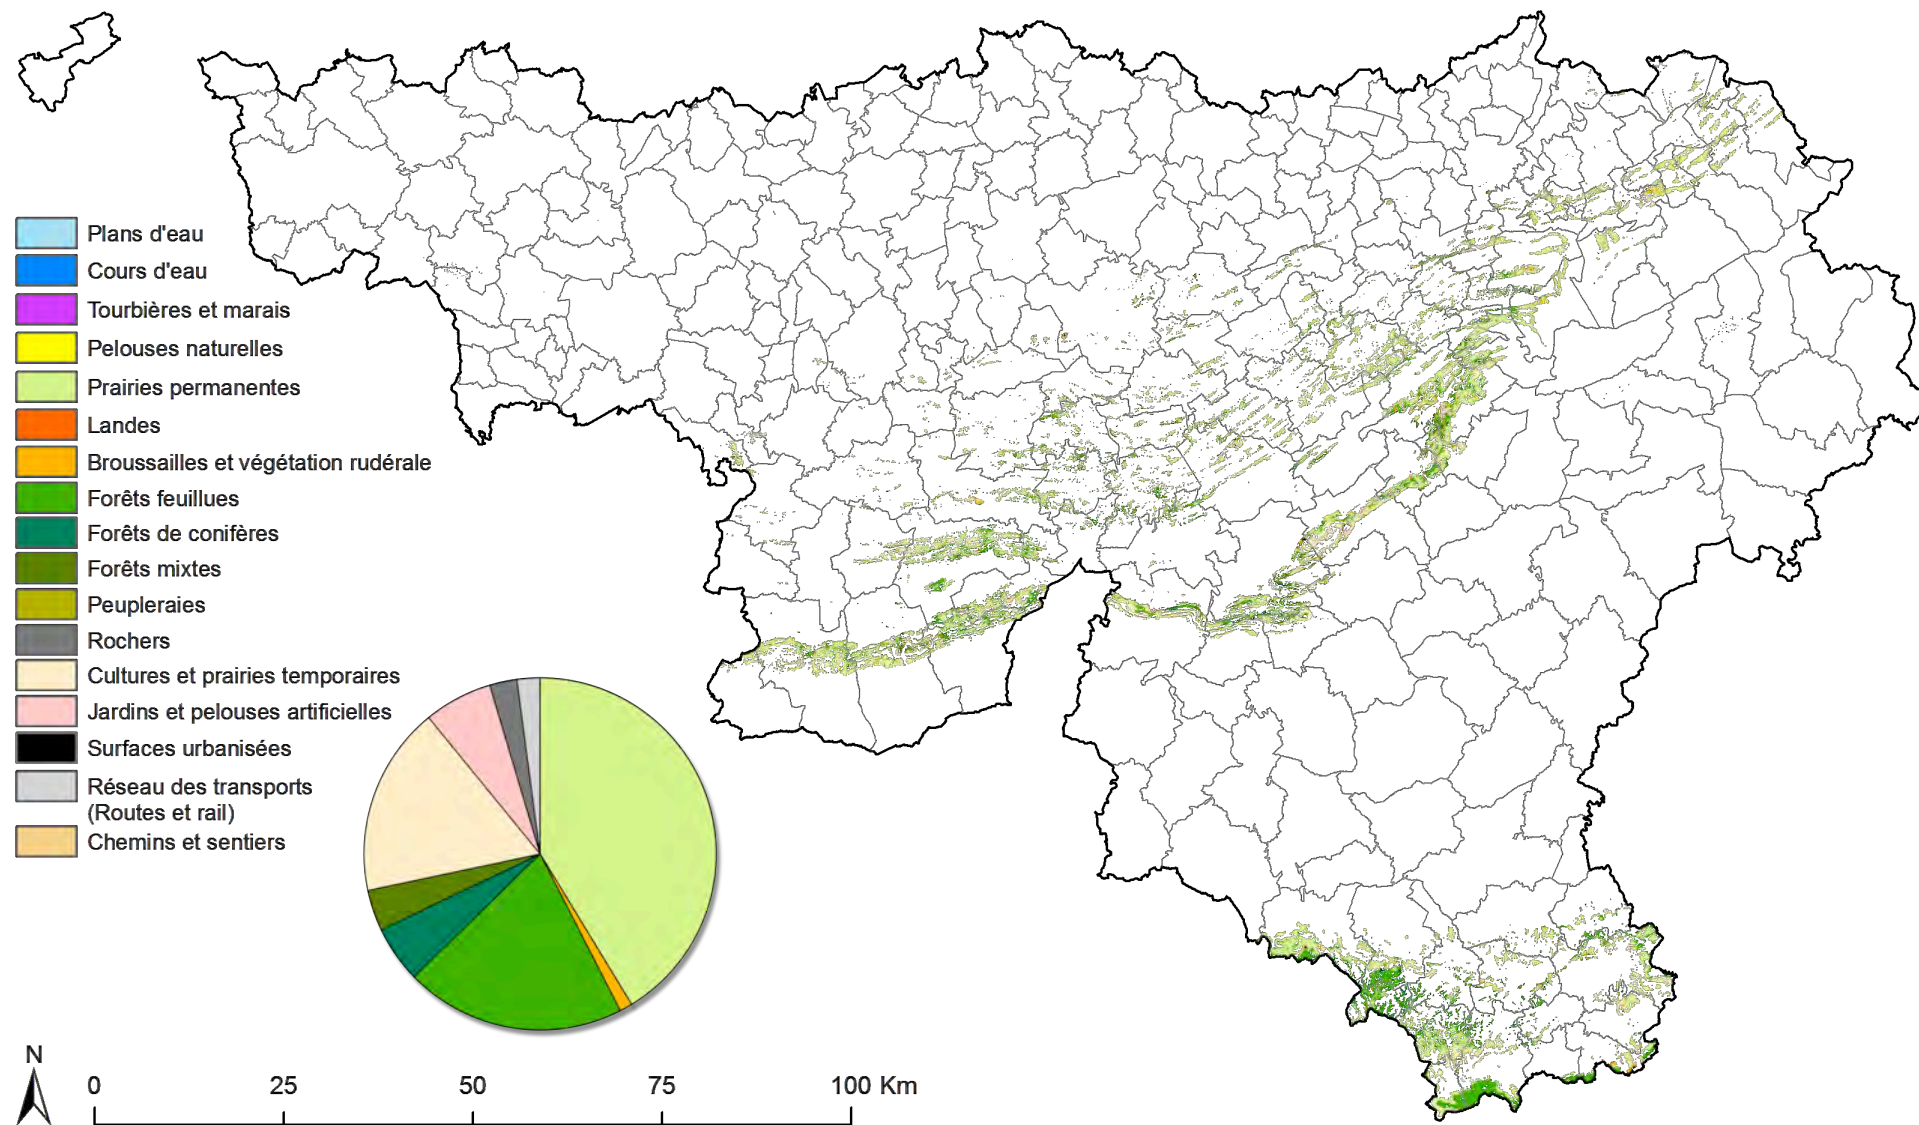 Plans d'eau
Cours d'eau
Tourbières et marais
Pelouses naturelles
Prairies permanentes
Landes
Broussailles et végétation rudérale
Forêts feuillues
Forêts de conifères
Forêts mixtes
Peupleraies
Rochers
Cultures et prairies temporaires
Jardins et pelouses artificielles
Surfaces urbanisées
Réseau des transports
(Routes et rail)
Chemins et sentiers
N
0 25 50 75 100 Km